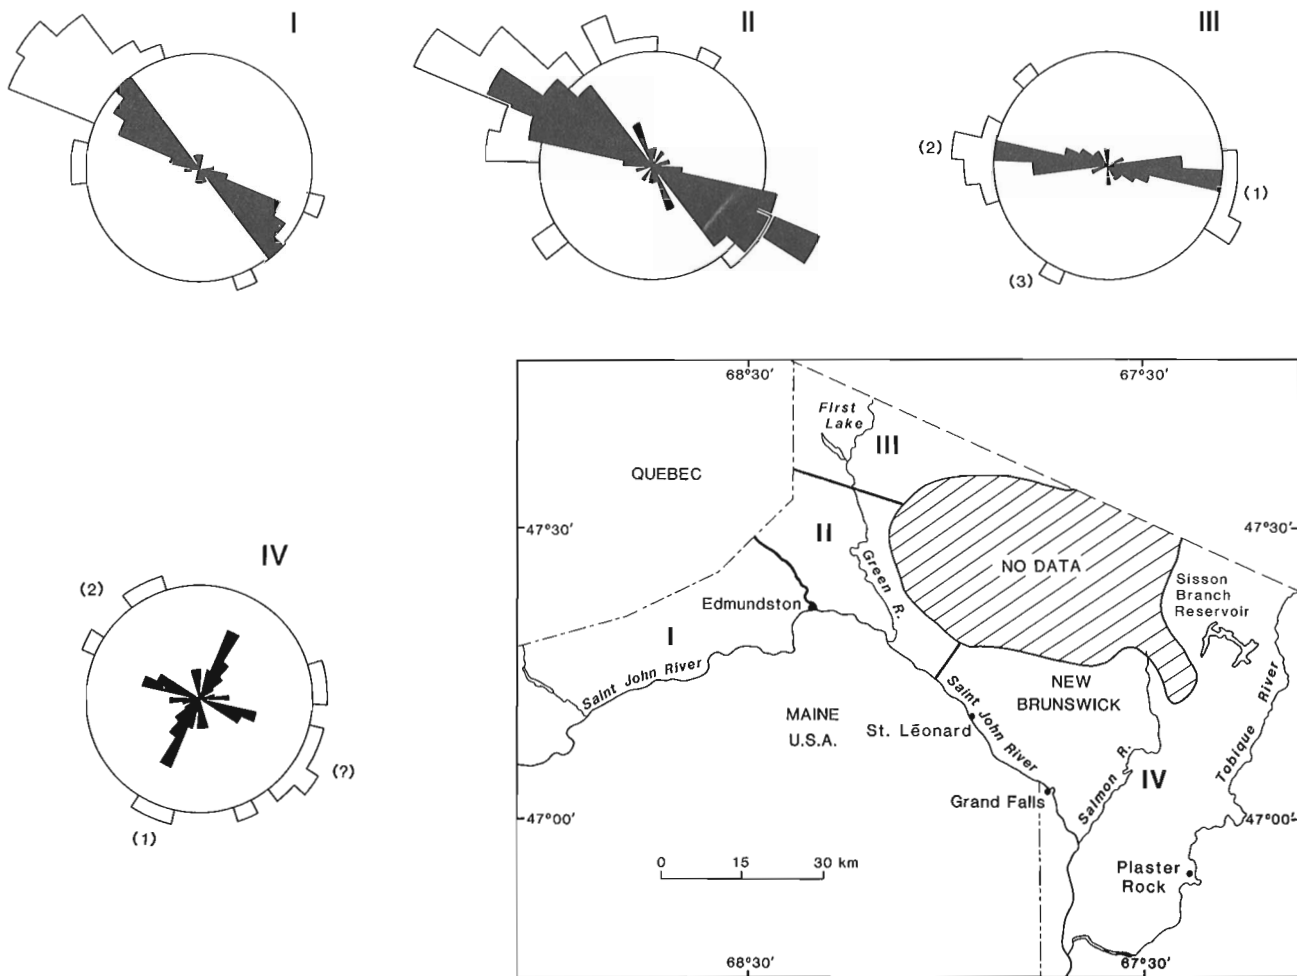 I
II
III
(2)
(1)
(3)
IV
(2)
(?)
(1)
68°30′
67°30′
First
Lake
III
QUEBEC
47°30′
47°30′
II
NO DATA
Green R.
Sisson
Branch
Reservoir
Edmundston
I
Saint John River
NEW
BRUNSWICK
MAINE
U.S.A.
St. Léonard
Saint John River
Tobique River
Salmon R.
IV
Grand Falls
47°00′
47°00′
0 15 30 km
Plaster
Rock
68°30′
67°30′